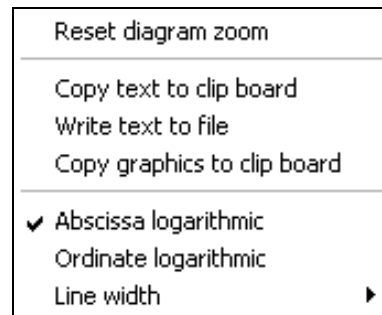 Reset diagram zoom
Copy text to clip board
Write text to file
Copy graphics to clip board
Abscissa logarithmic
Ordinate logarithmic
Line width